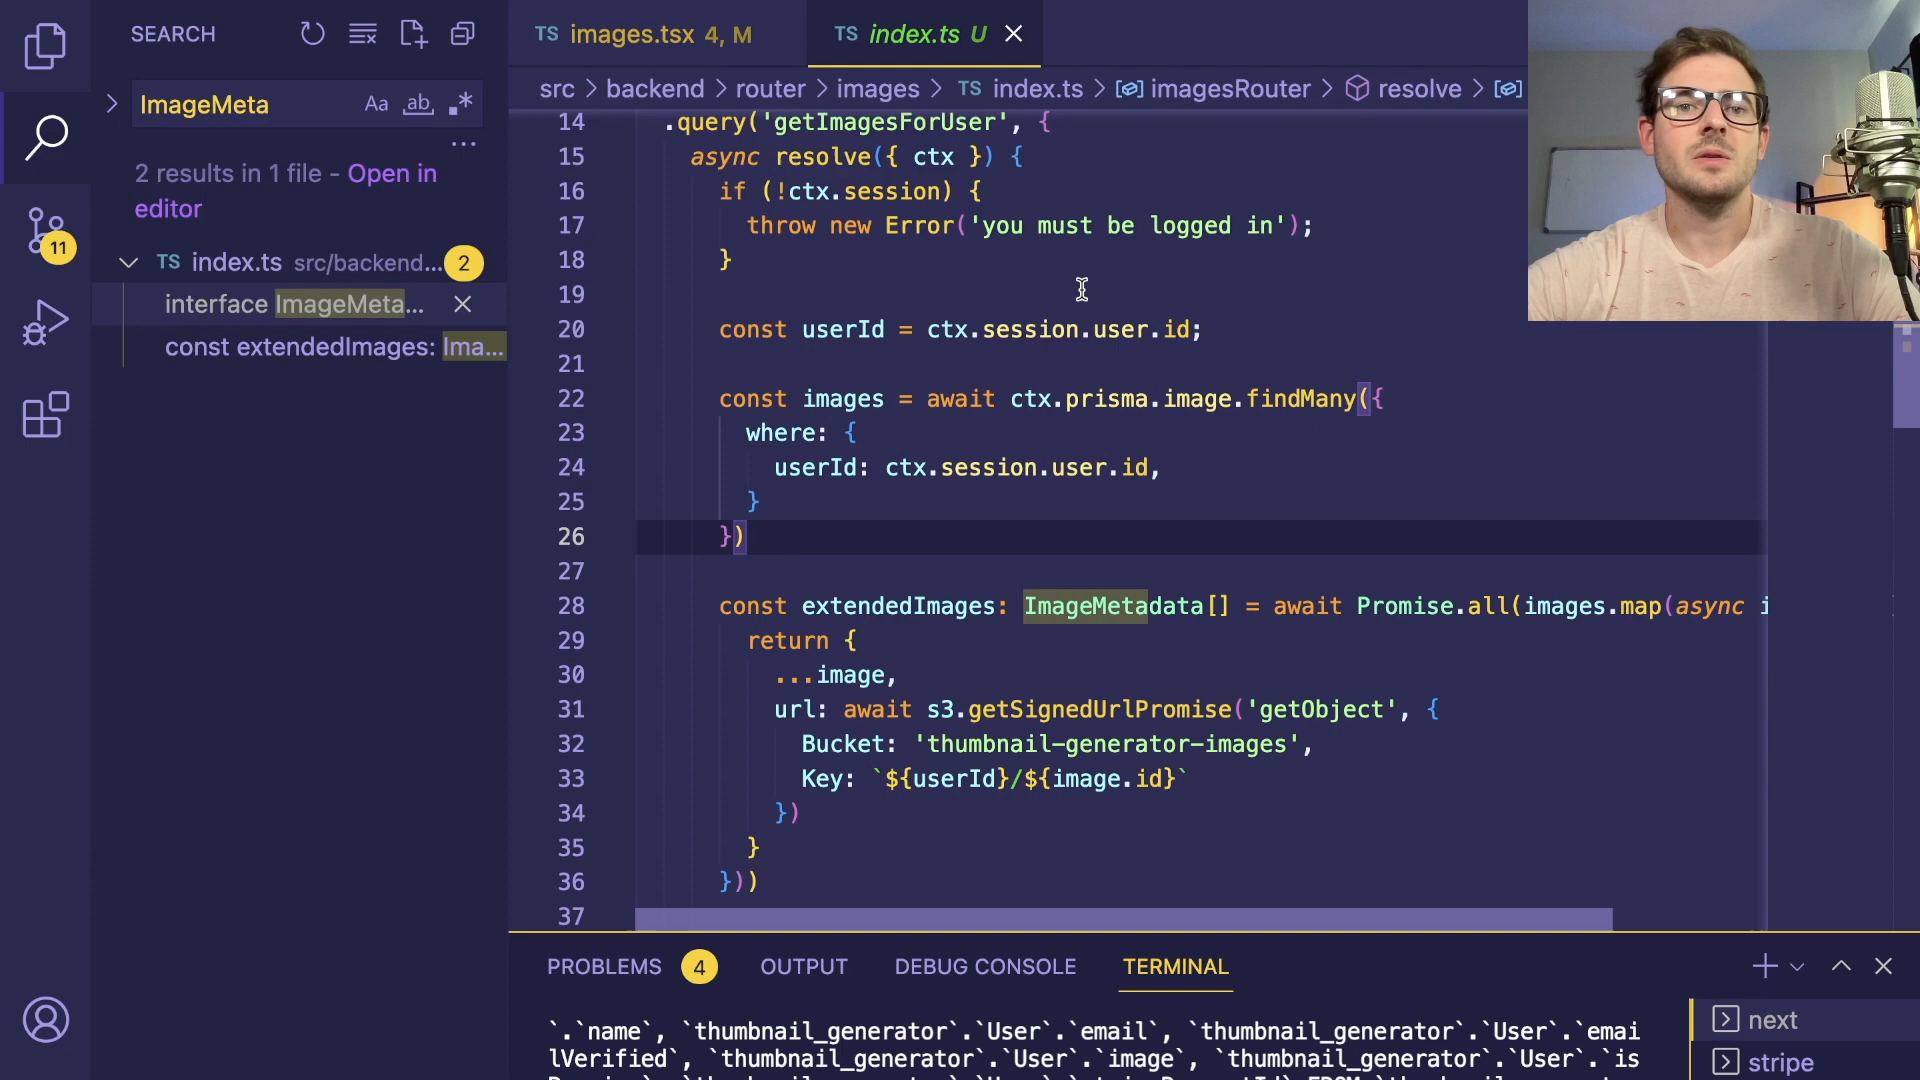 SEARCH
ImageMeta
Aa
ab
.*
2 results in 1 file - Open in
editor
TS index.ts src/backend... 2
interface ImageMeta...
const extendedImages: Ima...
11
TS images.tsx 4, M
TS index.ts U
src > backend > router > images > TS index.ts > imagesRouter > resolve >
14 .query('getImagesForUser', {
15 async resolve({ ctx }) {
16 if (!ctx.session) {
17 throw new Error('you must be logged in');
18 }
19
20 const userId = ctx.session.user.id;
21
22 const images = await ctx.prisma.image.findMany({
23 where: {
24 userId: ctx.session.user.id,
25 }
26 })
27
28 const extendedImages: ImageMetadata[] = await Promise.all(images.map(async i
29 return {
30 ...image,
31 url: await s3.getSignedUrlPromise('getObject', {
32 Bucket: 'thumbnail-generator-images',
33 Key: `${userId}/${image.id}`
34 })
35 }
36 }))
37
PROBLEMS 4 OUTPUT DEBUG CONSOLE TERMINAL
`.`name`, `thumbnail_generator`.`User`.`email`, `thumbnail_generator`.`User`.`emai
lVerified`, `thumbnail_generator`.`User`.`image`, `thumbnail_generator`.`User`.`is
next
stripe